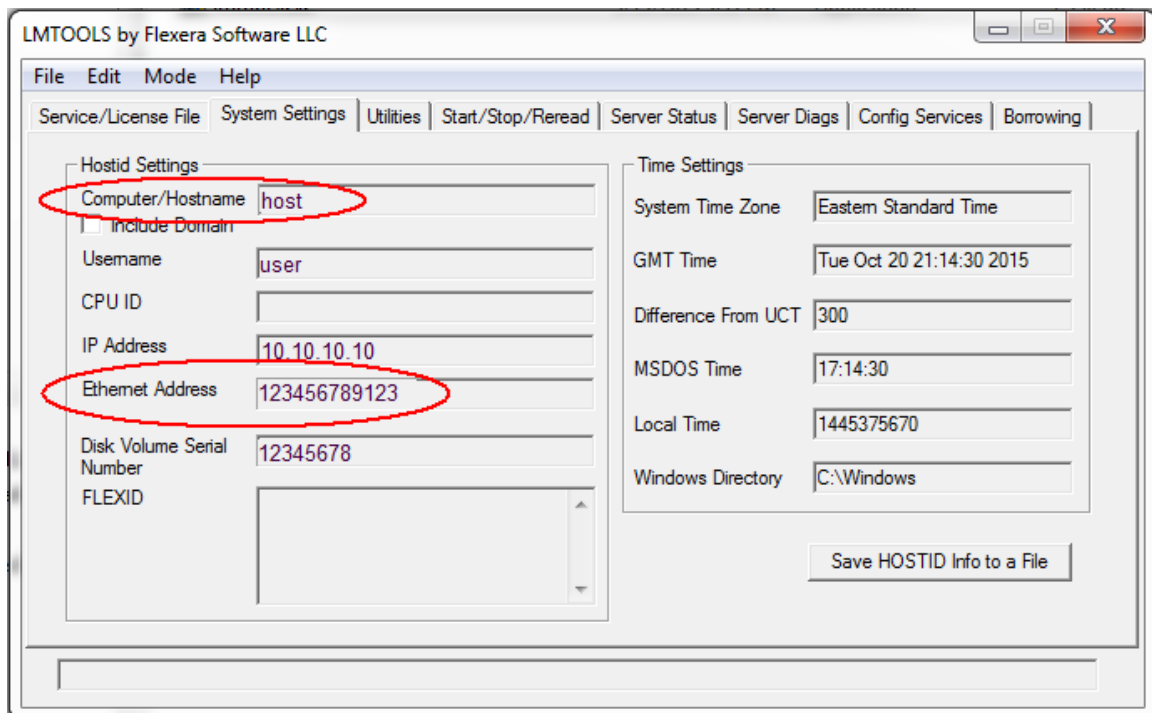 LMTOOLS by Flexera Software LLC
File Edit Mode Help
Service/License File System Settings Utilities Start/Stop/Reread Server Status Server Diags Config Services Borrowing
Hostid Settings
Computer/Hostname host
Include Domain
Username user
CPU ID
IP Address 10.10.10.10
Ethernet Address 123456789123
Disk Volume Serial
Number 12345678
FLEXID
Time Settings
System Time Zone Eastern Standard Time
GMT Time Tue Oct 20 21:14:30 2015
Difference From UCT 300
MSDOS Time 17:14:30
Local Time 1445375670
Windows Directory C:\Windows
Save HOSTID Info to a File